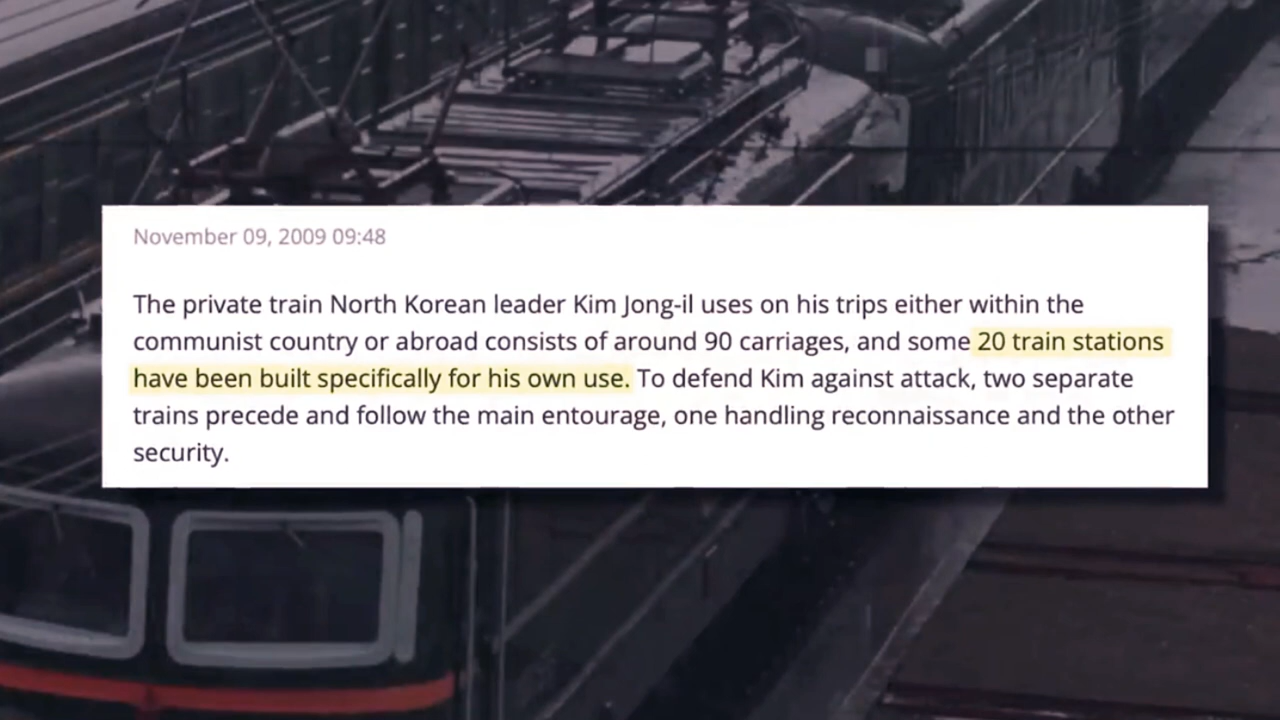 November 09, 2009 09:48
The private train North Korean leader Kim Jong-il uses on his trips either within the
communist country or abroad consists of around 90 carriages, and some 20 train stations
have been built specifically for his own use. To defend Kim against attack, two separate
trains precede and follow the main entourage, one handling reconnaissance and the other
security.